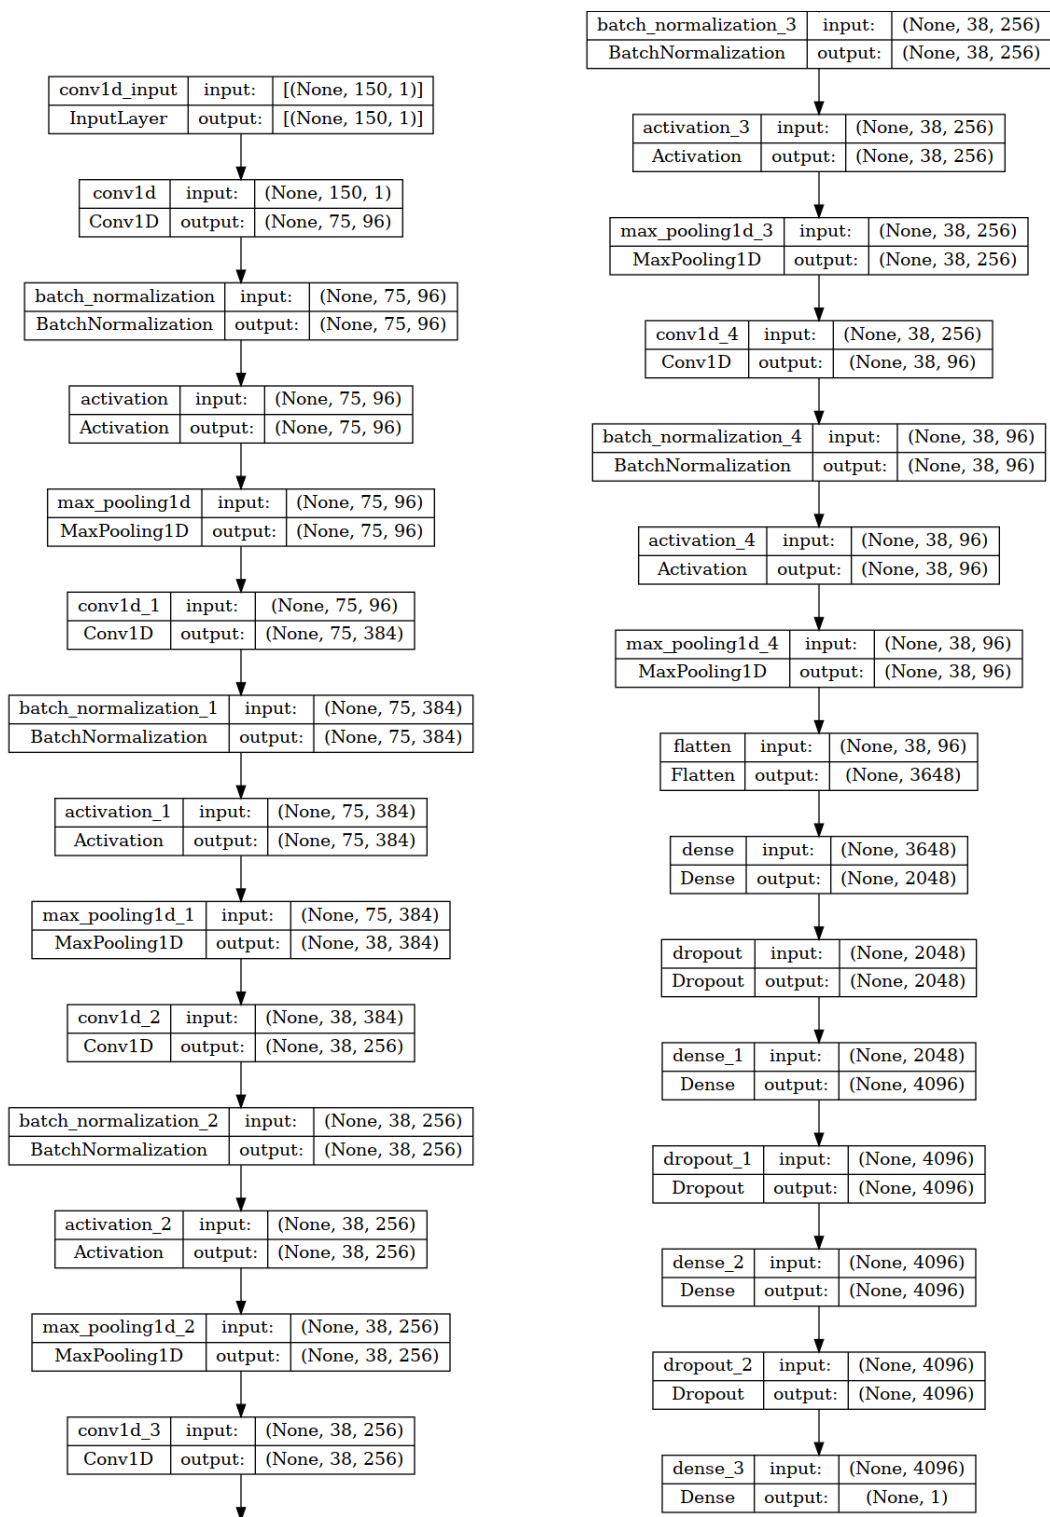 conv1d_input input: [(None, 150, 1)]
InputLayer output: [(None, 150, 1)]
conv1d input: (None, 150, 1)
Conv1D output: (None, 75, 96)
batch_normalization input: (None, 75, 96)
BatchNormalization output: (None, 75, 96)
activation input: (None, 75, 96)
Activation output: (None, 75, 96)
max_pooling1d input: (None, 75, 96)
MaxPooling1D output: (None, 75, 96)
conv1d_1 input: (None, 75, 96)
Conv1D output: (None, 75, 384)
batch_normalization_1 input: (None, 75, 384)
BatchNormalization output: (None, 75, 384)
activation_1 input: (None, 75, 384)
Activation output: (None, 75, 384)
max_pooling1d_1 input: (None, 75, 384)
MaxPooling1D output: (None, 38, 384)
conv1d_2 input: (None, 38, 384)
Conv1D output: (None, 38, 256)
batch_normalization_2 input: (None, 38, 256)
BatchNormalization output: (None, 38, 256)
activation_2 input: (None, 38, 256)
Activation output: (None, 38, 256)
max_pooling1d_2 input: (None, 38, 256)
MaxPooling1D output: (None, 38, 256)
conv1d_3 input: (None, 38, 256)
Conv1D output: (None, 38, 256)
batch_normalization_3 input: (None, 38, 256)
BatchNormalization output: (None, 38, 256)
activation_3 input: (None, 38, 256)
Activation output: (None, 38, 256)
max_pooling1d_3 input: (None, 38, 256)
MaxPooling1D output: (None, 38, 256)
conv1d_4 input: (None, 38, 256)
Conv1D output: (None, 38, 96)
batch_normalization_4 input: (None, 38, 96)
BatchNormalization output: (None, 38, 96)
activation_4 input: (None, 38, 96)
Activation output: (None, 38, 96)
max_pooling1d_4 input: (None, 38, 96)
MaxPooling1D output: (None, 38, 96)
flatten input: (None, 38, 96)
Flatten output: (None, 3648)
dense input: (None, 3648)
Dense output: (None, 2048)
dropout input: (None, 2048)
Dropout output: (None, 2048)
dense_1 input: (None, 2048)
Dense output: (None, 4096)
dropout_1 input: (None, 4096)
Dropout output: (None, 4096)
dense_2 input: (None, 4096)
Dense output: (None, 4096)
dropout_2 input: (None, 4096)
Dropout output: (None, 4096)
dense_3 input: (None, 4096)
Dense output: (None, 1)